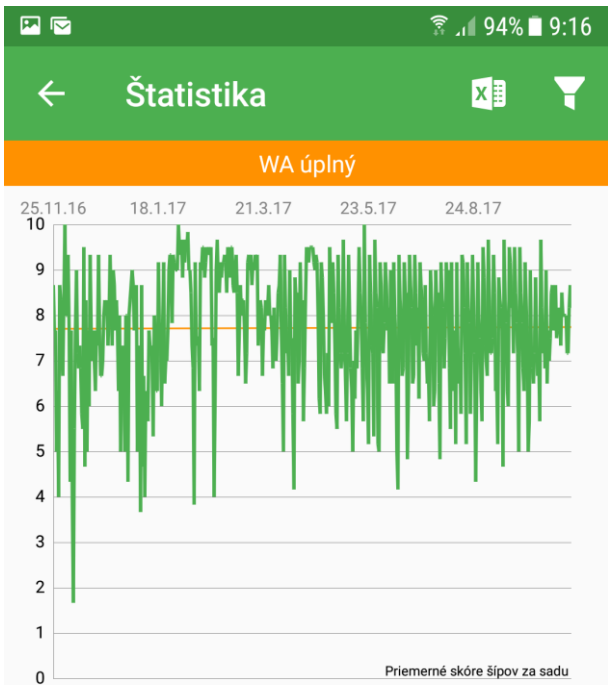 94% 9:16
Štatistika
X
WA úplný
25.11.16 18.1.17 21.3.17 23.5.17 24.8.17
10
9
8
7
6
5
4
3
2
1
0
Priemerné skóre šípov za sadu